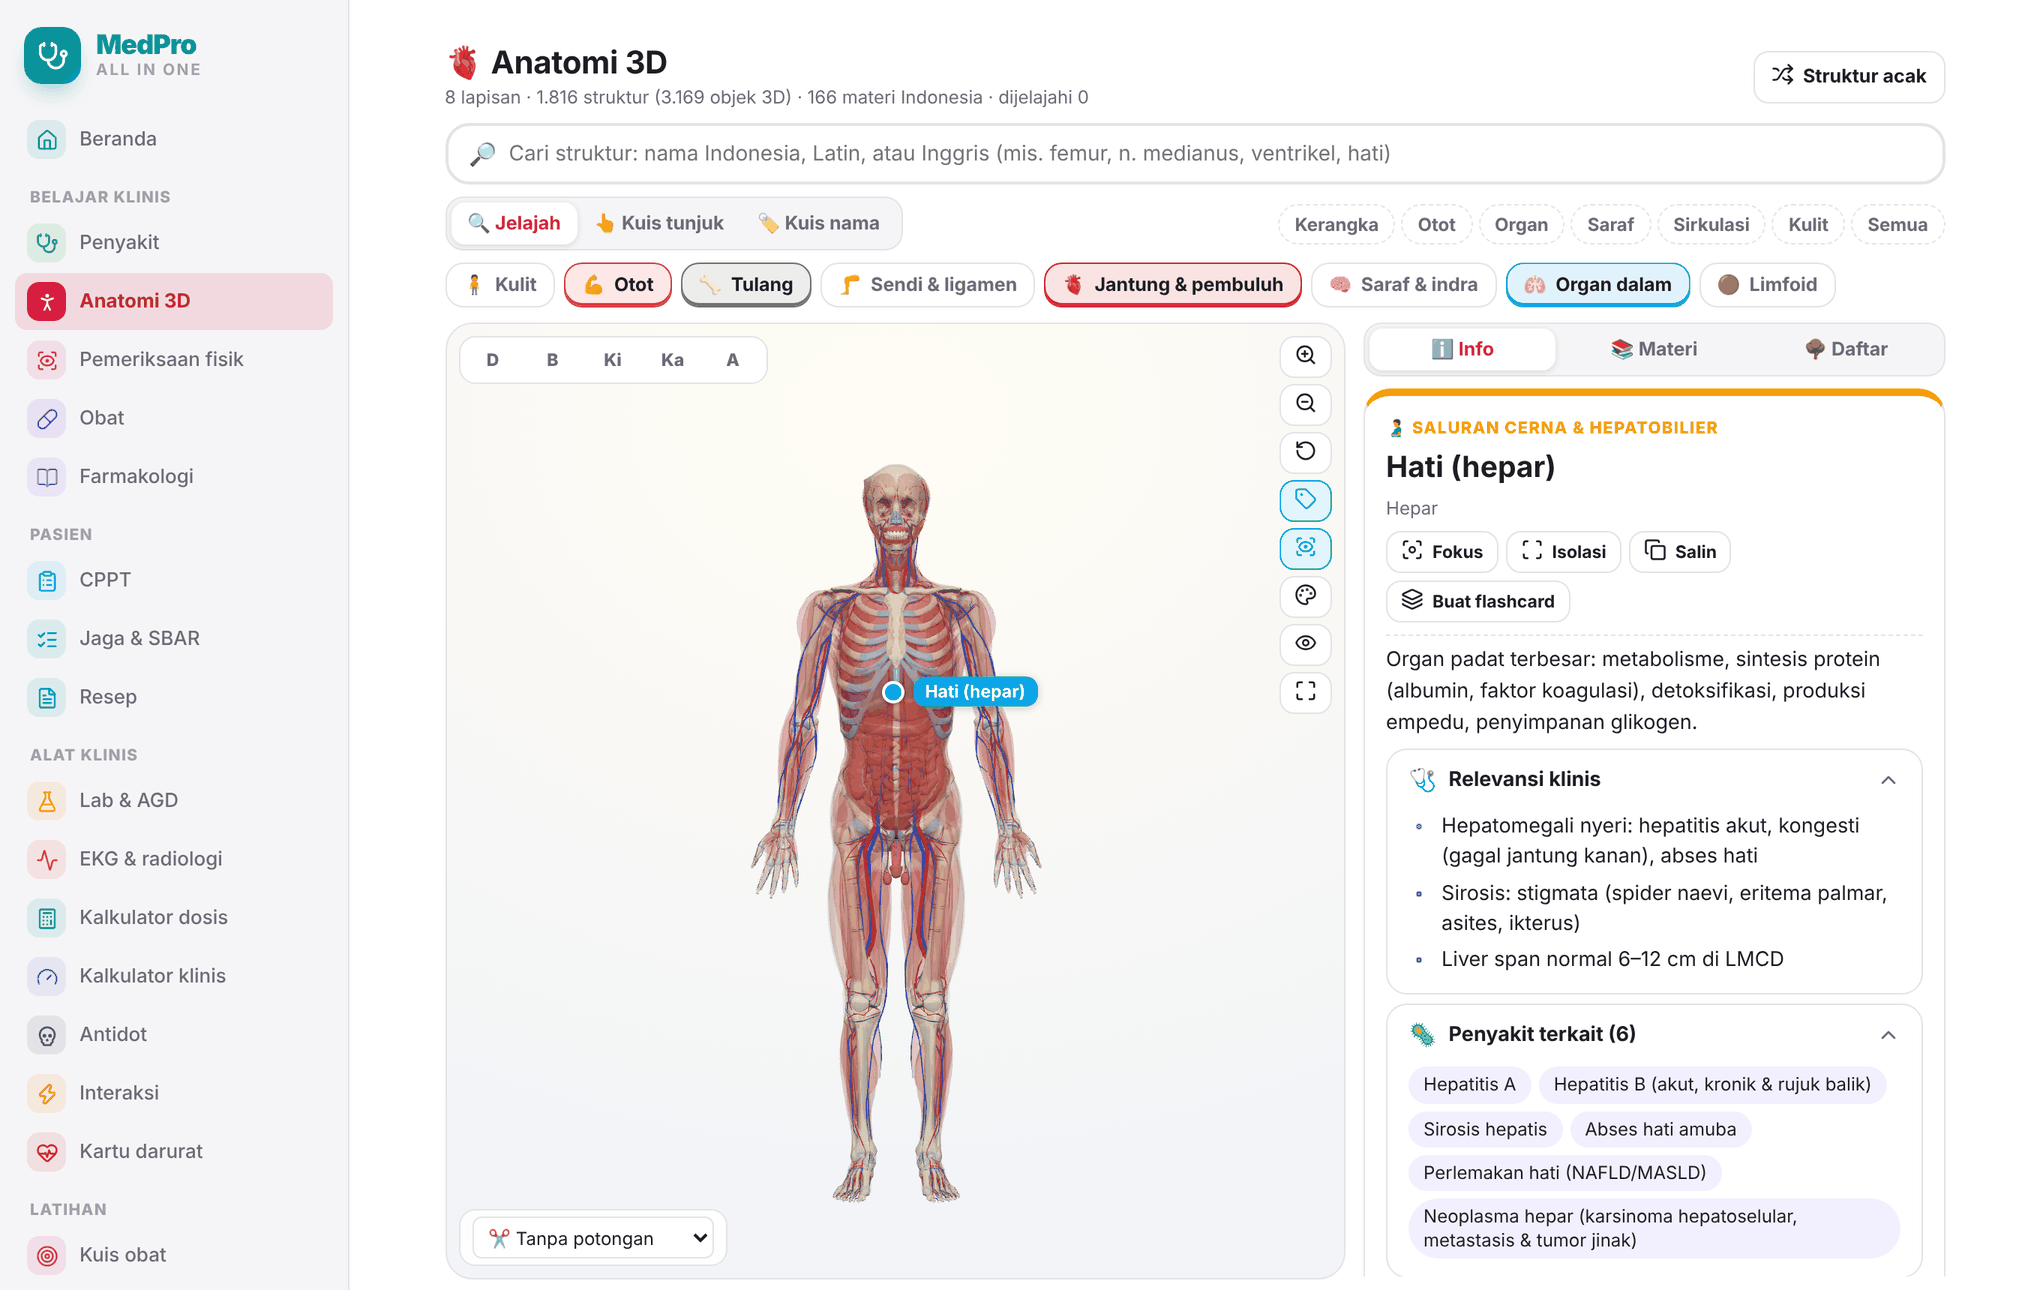 MedPro
ALL IN ONE
Beranda
BELAJAR KLINIS
Penyakit
Anatomi 3D
Pemeriksaan fisik
Obat
Farmakologi
PASIEN
CPPT
Jaga & SBAR
Resep
ALAT KLINIS
Lab & AGD
EKG & radiologi
Kalkulator dosis
Kalkulator klinis
Antidot
Interaksi
Kartu darurat
LATIHAN
Kuis obat
Anatomi 3D
8 lapisan · 1.816 struktur (3.169 objek 3D) · 166 materi Indonesia · dijelajahi 0
Struktur acak
Cari struktur: nama Indonesia, Latin, atau Inggris (mis. femur, n. medianus, ventrikel, hati)
Jelajah Kuis tunjuk Kuis nama
Kerangka Otot Organ Saraf Sirkulasi Kulit Semua
Kulit Otot Tulang Sendi & ligamen Jantung & pembuluh Saraf & indra Organ dalam Limfoid
D B Ki Ka A
Hati (hepar)
Tanpa potongan
Info Materi Daftar
SALURAN CERNA & HEPATOBILIER
Hati (hepar)
Hepar
Fokus Isolasi Salin
Buat flashcard
Organ padat terbesar: metabolisme, sintesis protein
(albumin, faktor koagulasi), detoksifikasi, produksi
empedu, penyimpanan glikogen.
Relevansi klinis
Hepatomegali nyeri: hepatitis akut, kongesti
(gagal jantung kanan), abses hati
Sirosis: stigmata (spider naevi, eritema palmar,
asites, ikterus)
Liver span normal 6–12 cm di LMCD
Penyakit terkait (6)
Hepatitis A Hepatitis B (akut, kronik & rujuk balik)
Sirosis hepatis Abses hati amuba
Perlemakan hati (NAFLD/MASLD)
Neoplasma hepar (karsinoma hepatoselular,
metastasis & tumor jinak)